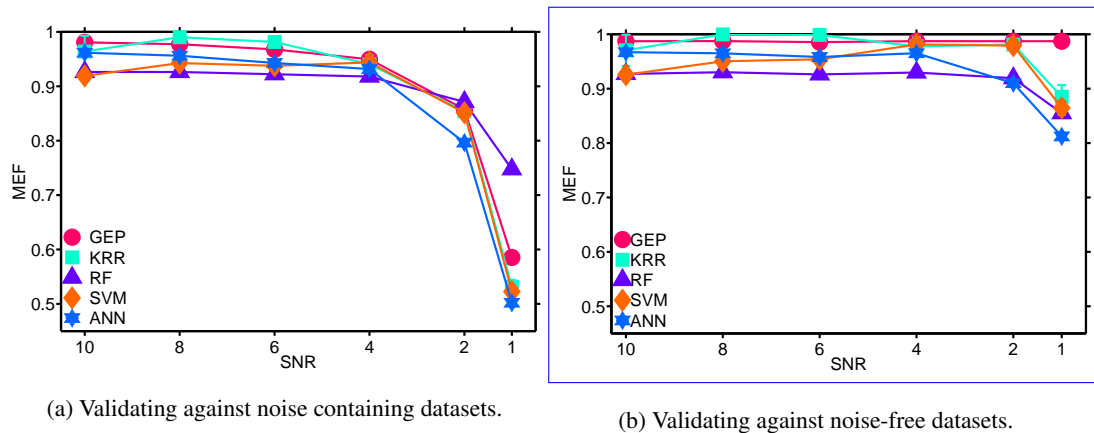 1
0.9
0.8
0.7
0.6
0.5
MEF
GEP
KRR
RF
SVM
ANN
10 8 6 4 2 1
SNR
(a) Validating against noise containing datasets.
1
0.9
0.8
0.7
0.6
0.5
MEF
GEP
KRR
RF
SVM
ANN
10 8 6 4 2 1
SNR
(b) Validating against noise-free datasets.